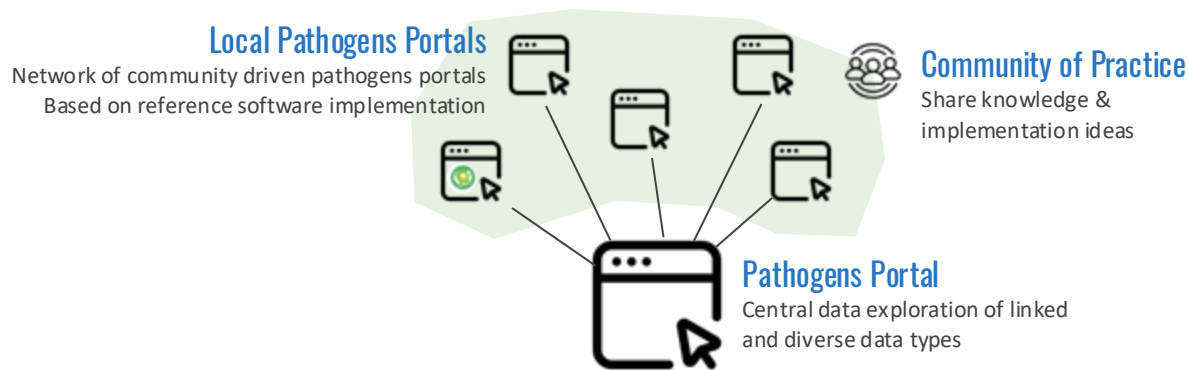 Local Pathogens Portals
Network of community driven pathogens portals
Based on reference software implementation
Community of Practice
Share knowledge &
implementation ideas
Pathogens Portal
Central data exploration of linked
and diverse data types